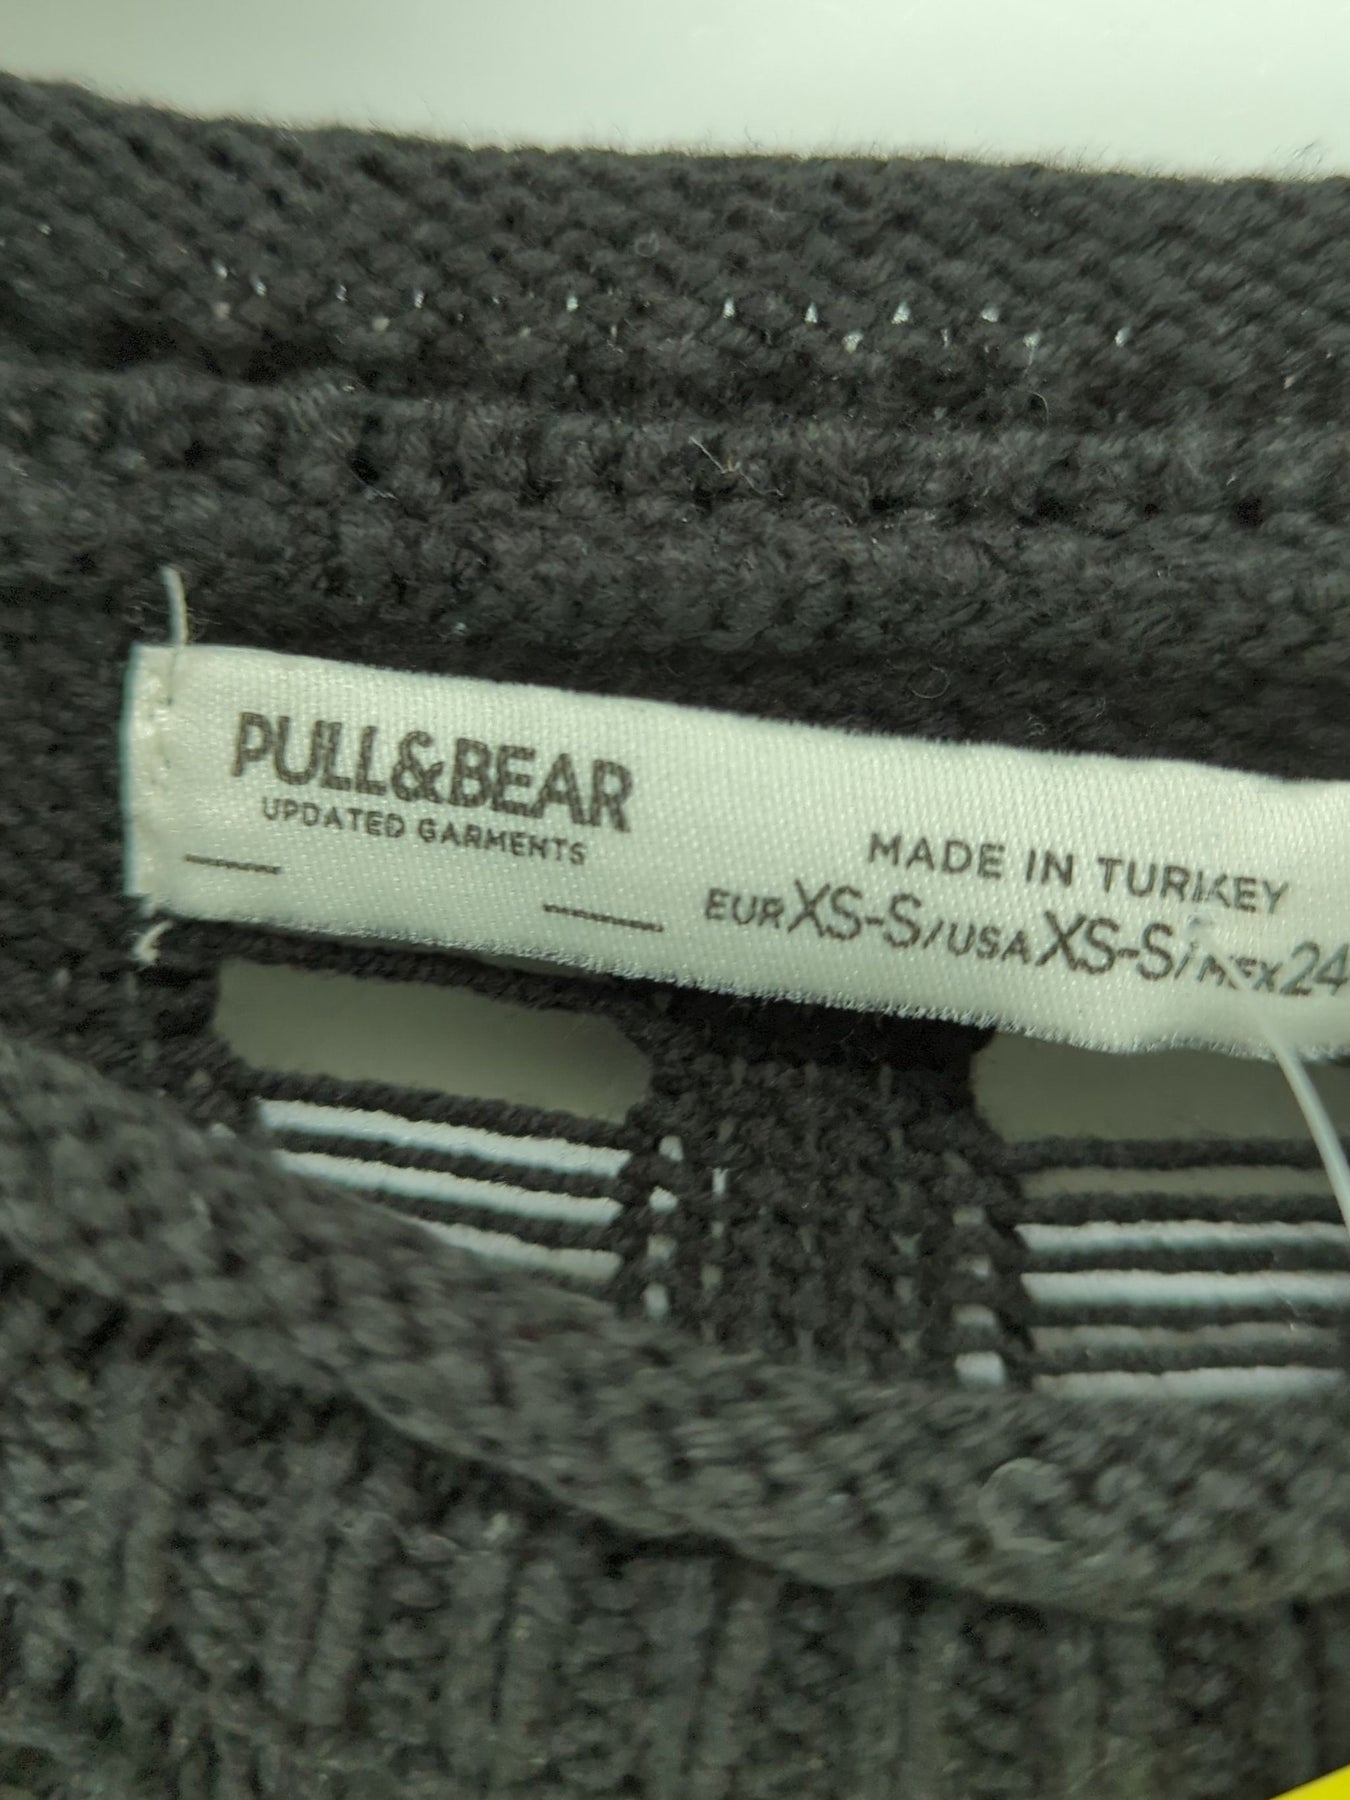 PULL&BEAR
UPDATED GARMENTS
MADE IN TURKEY
EUR XS-S/USA XS-S/MEX 24